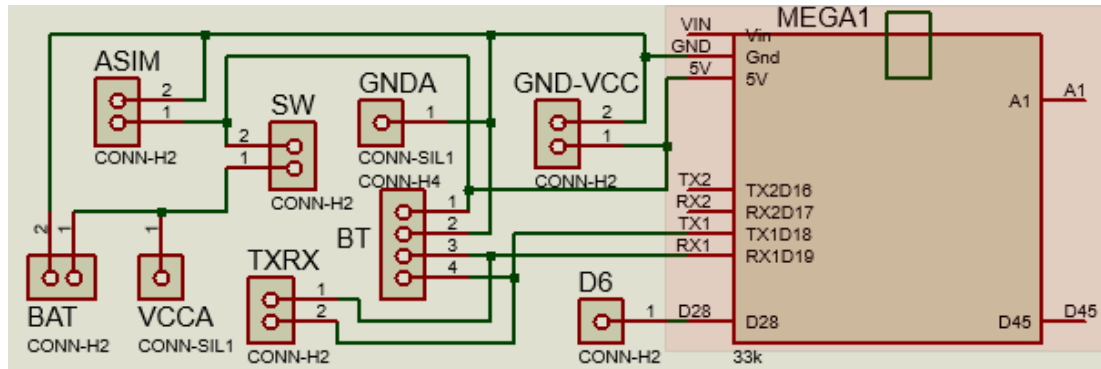 MEGA1
VIN
Vin
GND
Gnd
5V
5V
A1
A1
ASIM
2
1
CONN-H2
SW
2
1
CONN-H2
GNDA
1
CONN-SIL1
GND-VCC
2
1
CONN-H2
CONN-H4
BT
1
2
3
4
TX2
TX2D16
RX2
RX2D17
TX1
TX1D18
RX1
RX1D19
2
1
BAT
CONN-H2
1
VCCA
CONN-SIL1
TXRX
1
2
CONN-H2
D6
1
CONN-H2
D28
D28
D45
D45
33k